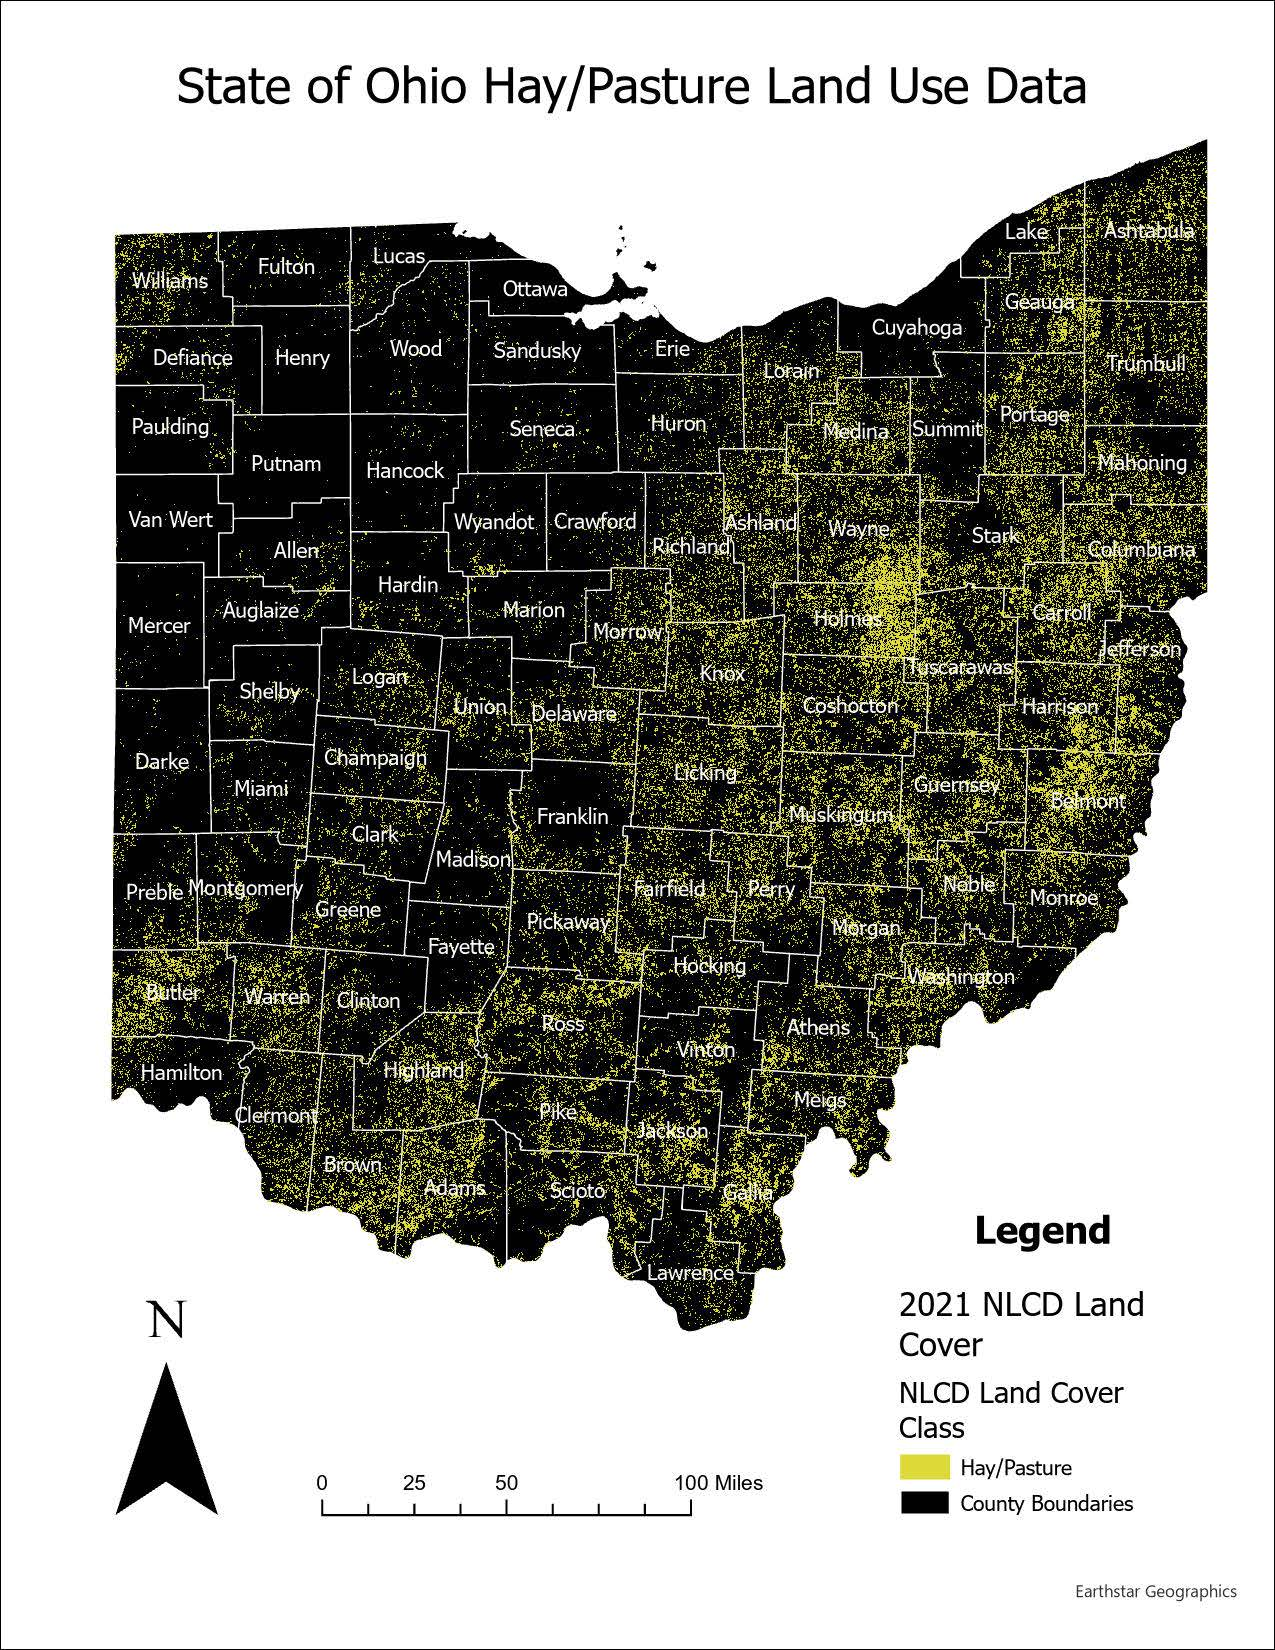 State of Ohio Hay/Pasture Land Use Data
Lake
Ashtabula
Williams
Fulton
Lucas
Ottawa
Geauga
Cuyahoga
Defiance
Henry
Wood
Sandusky
Erie
Lorain
Trumbull
Paulding
Seneca
Huron
Medina
Summit
Portage
Putnam
Hancock
Mahoning
Van Wert
Allen
Wyandot
Crawford
Richland
Ashland
Wayne
Stark
Columbiana
Mercer
Auglaize
Hardin
Marion
Morrow
Holmes
Carroll
Jefferson
Shelby
Logan
Union
Delaware
Knox
Coshocton
Tuscarawas
Harrison
Darke
Miami
Champaign
Licking
Muskingum
Guernsey
Belmont
Clark
Madison
Franklin
Preble
Montgomery
Greene
Fayette
Pickaway
Fairfield
Perry
Morgan
Noble
Monroe
Butler
Warren
Clinton
Ross
Hocking
Athens
Washington
Hamilton
Highland
Vinton
Meigs
Clermont
Pike
Jackson
Brown
Adams
Scioto
Gallia
Lawrence
Legend
2021 NLCD Land
Cover
NLCD Land Cover
Class
Hay/Pasture
County Boundaries
N
0 25 50 100 Miles
Earthstar Geographics